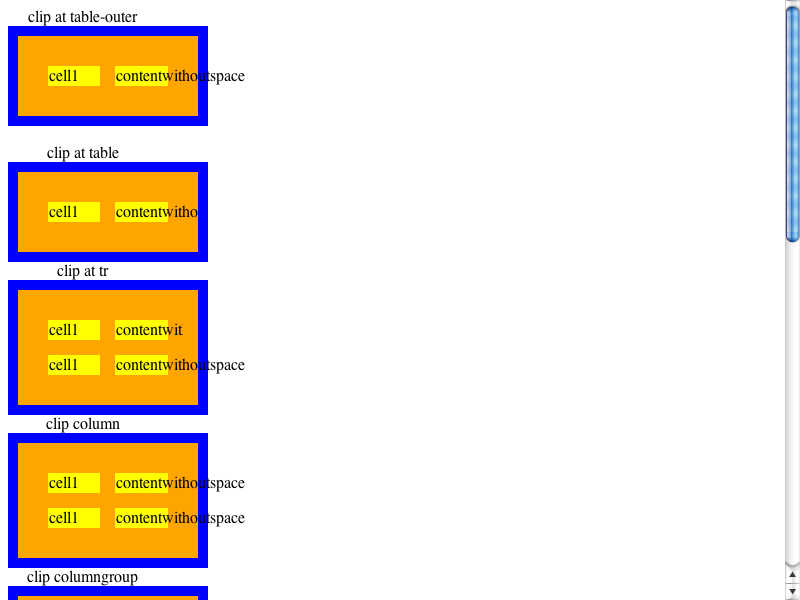 clip at table-outer
cell1 contentwithoutspace
clip at table
cell1 contentwitho
clip at tr
cell1 contentwit
cell1 contentwithoutspace
clip column
cell1 contentwithoutspace
cell1 contentwithoutspace
clip columngroup